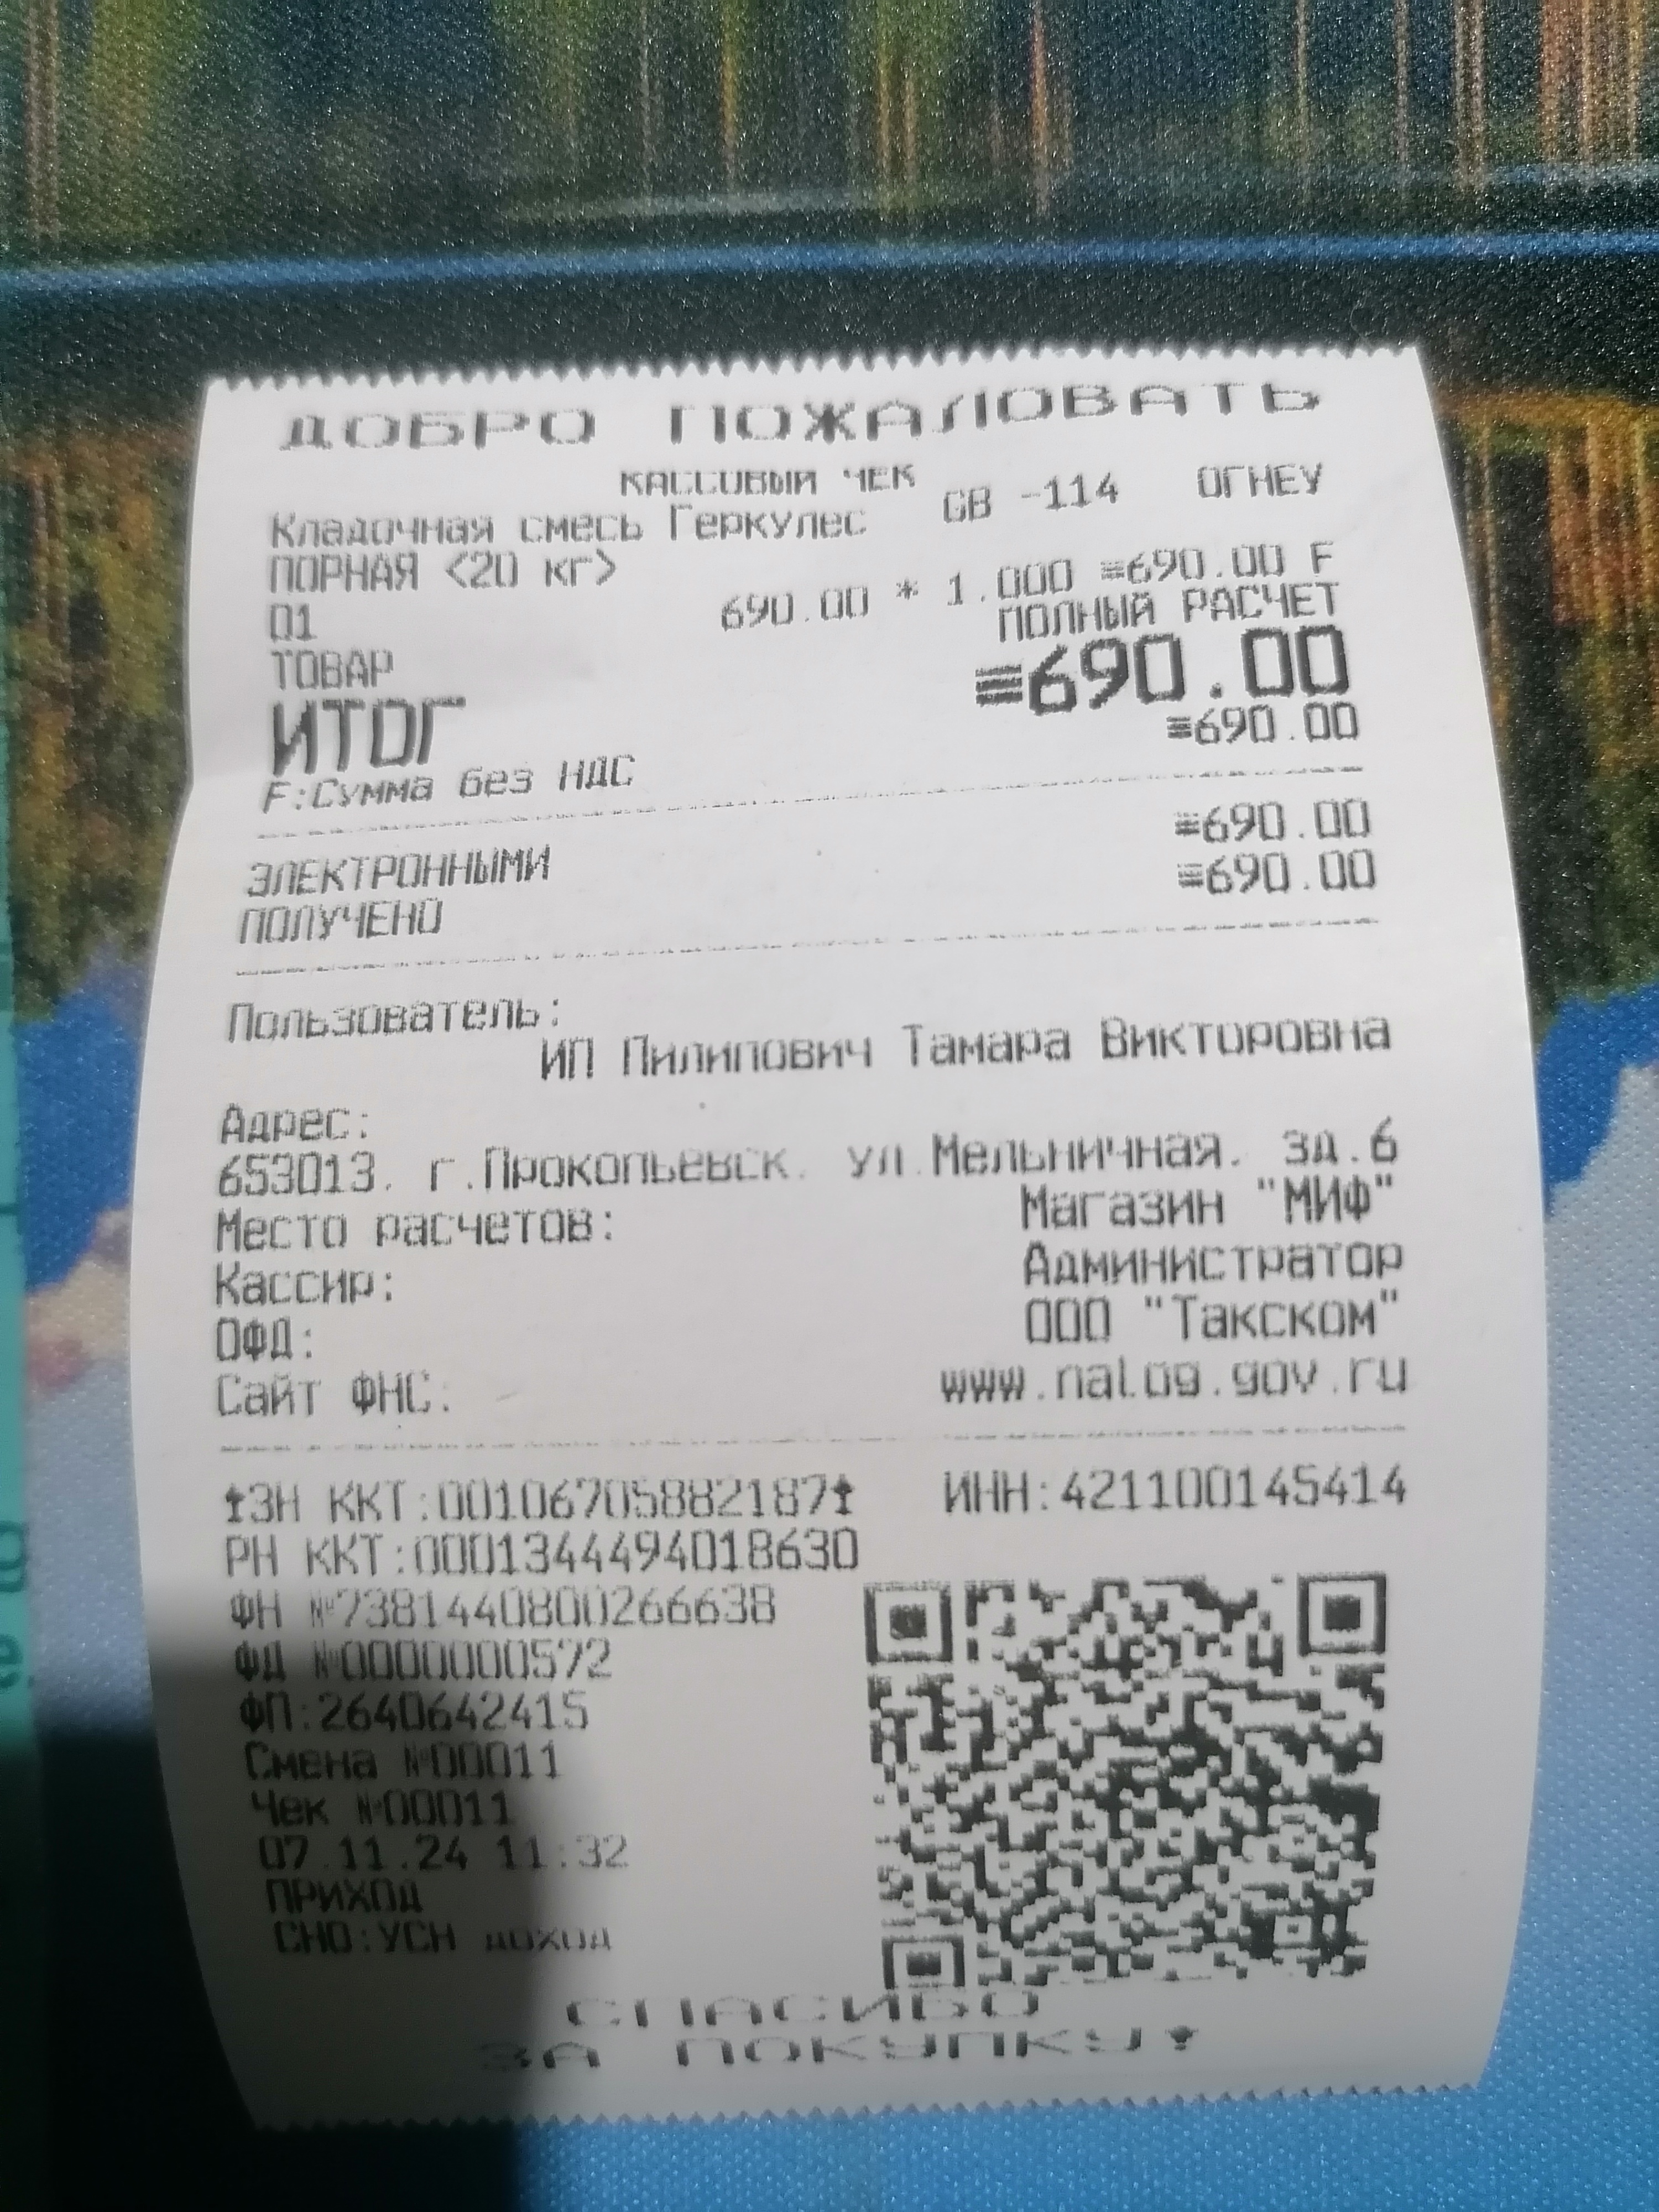 ДОБРО ПОЖАЛОВАТЬ
КАССОВЫЙ ЧЕК
Кладочная смесь Геркулес GB -114 ОГНЕУ
ПОРНАЯ <20 кг>
01 690.00 * 1.000 ≡690.00 F
ТОВАР ПОЛНЫЙ РАСЧЕТ
ИТОГ ≡690.00
F:Сумма без НДС ≡690.00
ЭЛЕКТРОННЫМИ ≡690.00
ПОЛУЧЕНО ≡690.00
Пользователь:
ИП Пилипович Тамара Викторовна
Адрес:
653013, г.Прокопьевск, ул.Мельничная, зд.6
Место расчетов: Магазин "МИФ"
Кассир: Администратор
ОФД: ООО "Такском"
Сайт ФНС: www.nalog.gov.ru
ЗН ККТ:00106705882187 ИНН:421100145414
РН ККТ:0001344494018630
ФН №7381440800266638
ФД №0000000572
ФП:2640642415
Смена №00011
Чек №00011
07.11.24 11:32
ПРИХОД
СНО:УСН ДОХОД
СПАСИБО
ЗА ПОКУПКУ!